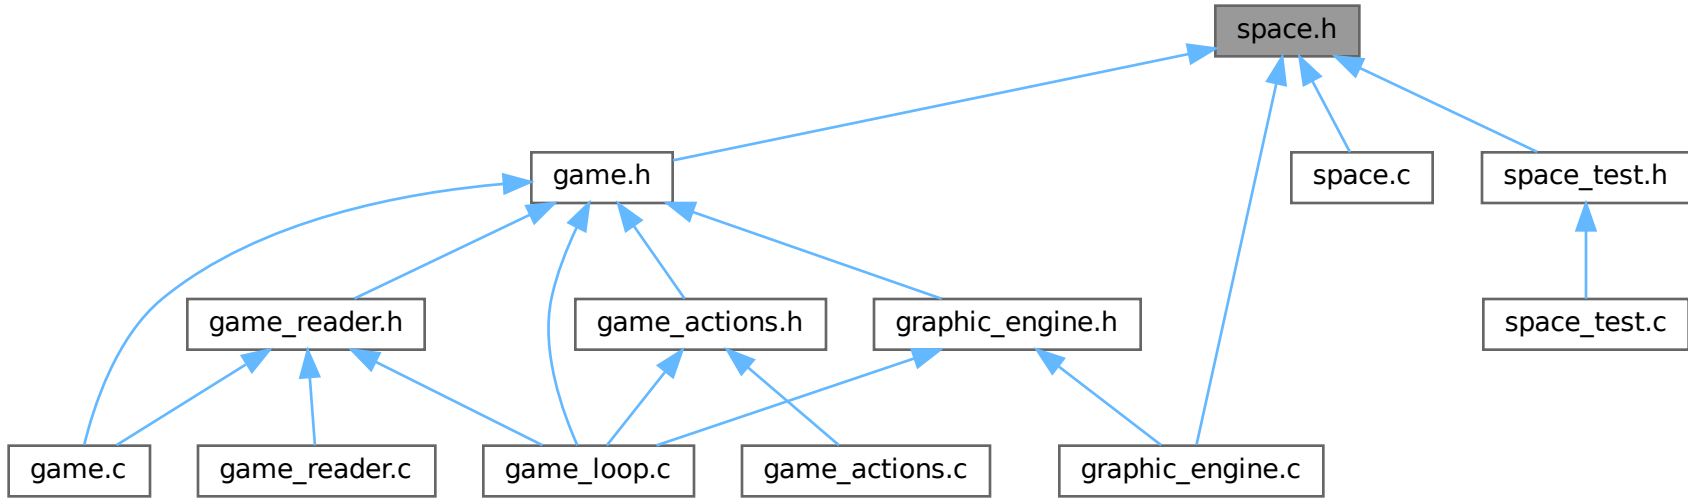 space.h
game.h
space.c
space_test.h
game_reader.h
game_actions.h
graphic_engine.h
space_test.c
game.c
game_reader.c
game_loop.c
game_actions.c
graphic_engine.c